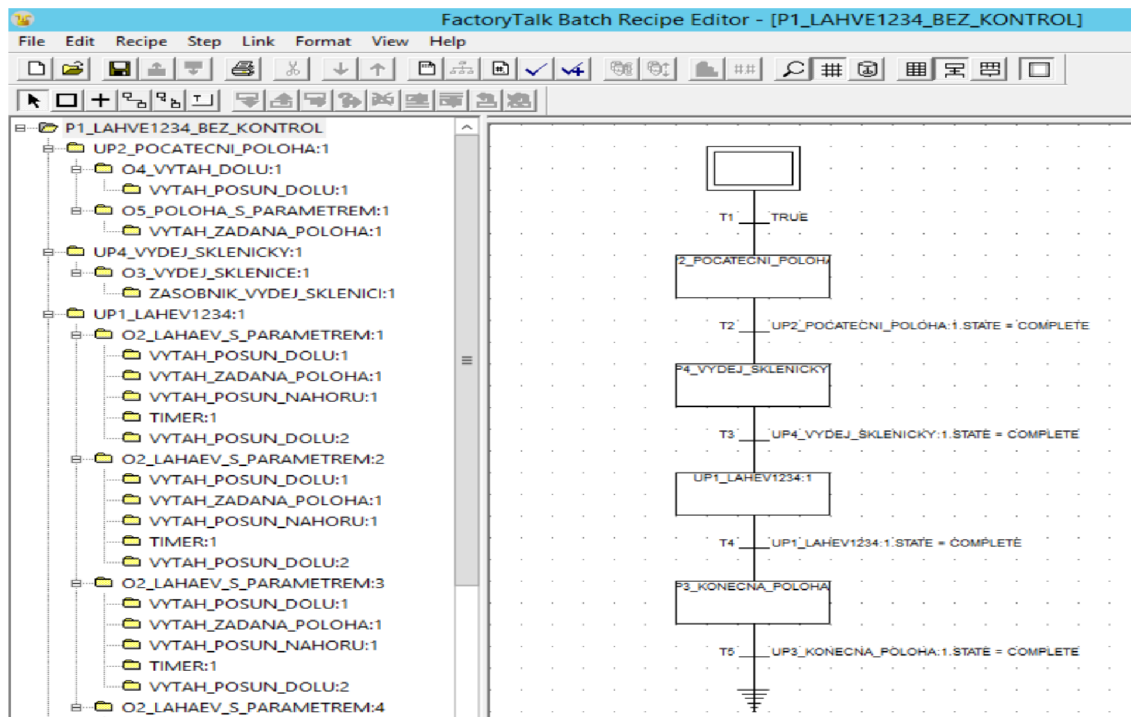 FactoryTalk Batch Recipe Editor - [P1_LAHVE1234_BEZ_KONTROL]
File Edit Recipe Step Link Format View Help
P1_LAHVE1234_BEZ_KONTROL
UP2_POCATECNI_POLOHA:1
O4_VYTAH_DOLU:1
VYTAH_POSUN_DOLU:1
O5_POLOHA_S_PARAMETREM:1
VYTAH_ZADANA_POLOHA:1
UP4_VYDEJ_SKLENICKY:1
O3_VYDEJ_SKLENICE:1
ZASOBNIK_VYDEJ_SKLENICI:1
UP1_LAHEV1234:1
O2_LAHAEV_S_PARAMETREM:1
VYTAH_POSUN_DOLU:1
VYTAH_ZADANA_POLOHA:1
VYTAH_POSUN_NAHORU:1
TIMER:1
VYTAH_POSUN_DOLU:2
O2_LAHAEV_S_PARAMETREM:2
VYTAH_POSUN_DOLU:1
VYTAH_ZADANA_POLOHA:1
VYTAH_POSUN_NAHORU:1
TIMER:1
VYTAH_POSUN_DOLU:2
O2_LAHAEV_S_PARAMETREM:3
VYTAH_POSUN_DOLU:1
VYTAH_ZADANA_POLOHA:1
VYTAH_POSUN_NAHORU:1
TIMER:1
VYTAH_POSUN_DOLU:2
O2_LAHAEV_S_PARAMETREM:4
T1 TRUE
2_POCATECNI_POLOHA
T2 UP2_POCATECNI_POLOHA:1.STATE = COMPLETE
P4_VYDEJ_SKLENICKY
T3 UP4_VYDEJ_SKLENICKY:1.STATE = COMPLETE
UP1_LAHEV1234:1
T4 UP1_LAHEV1234:1.STATE = COMPLETE
P3_KONECNA_POLOHA
T5 UP3_KONECNA_POLOHA:1.STATE = COMPLETE